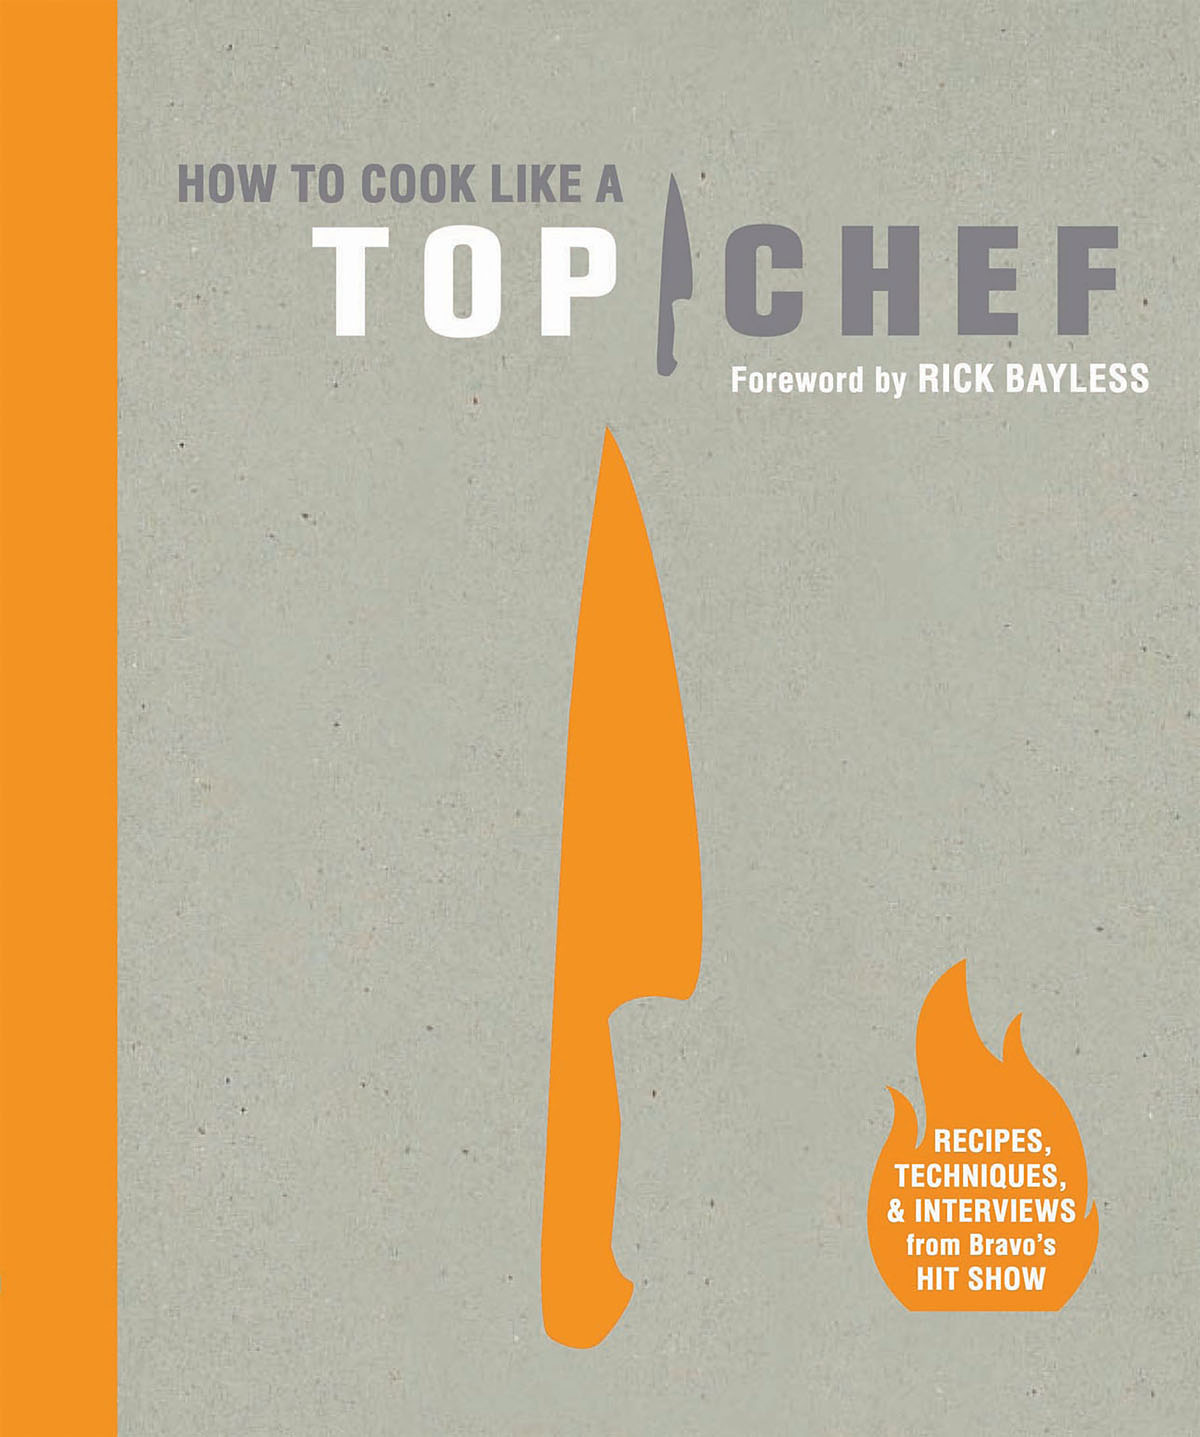 HOW TO COOK LIKE A
TOP CHEF
Foreword by RICK BAYLESS
RECIPES,
TECHNIQUES,
& INTERVIEWS
from Bravo's
HIT SHOW